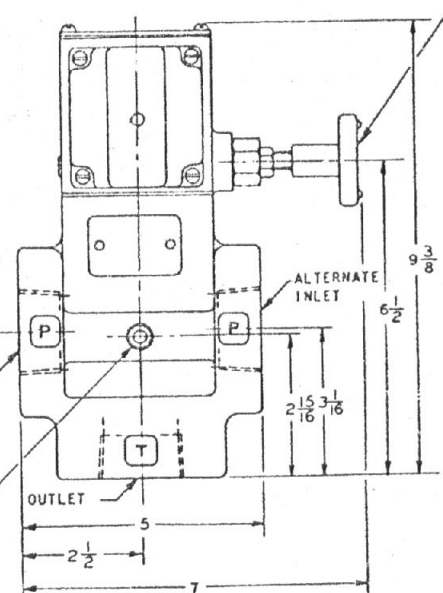 9 3/8
ALTERNATE
INLET
6 1/2
P
P
2 15/16
3 1/16
T
OUTLET
5
2 1/2
7